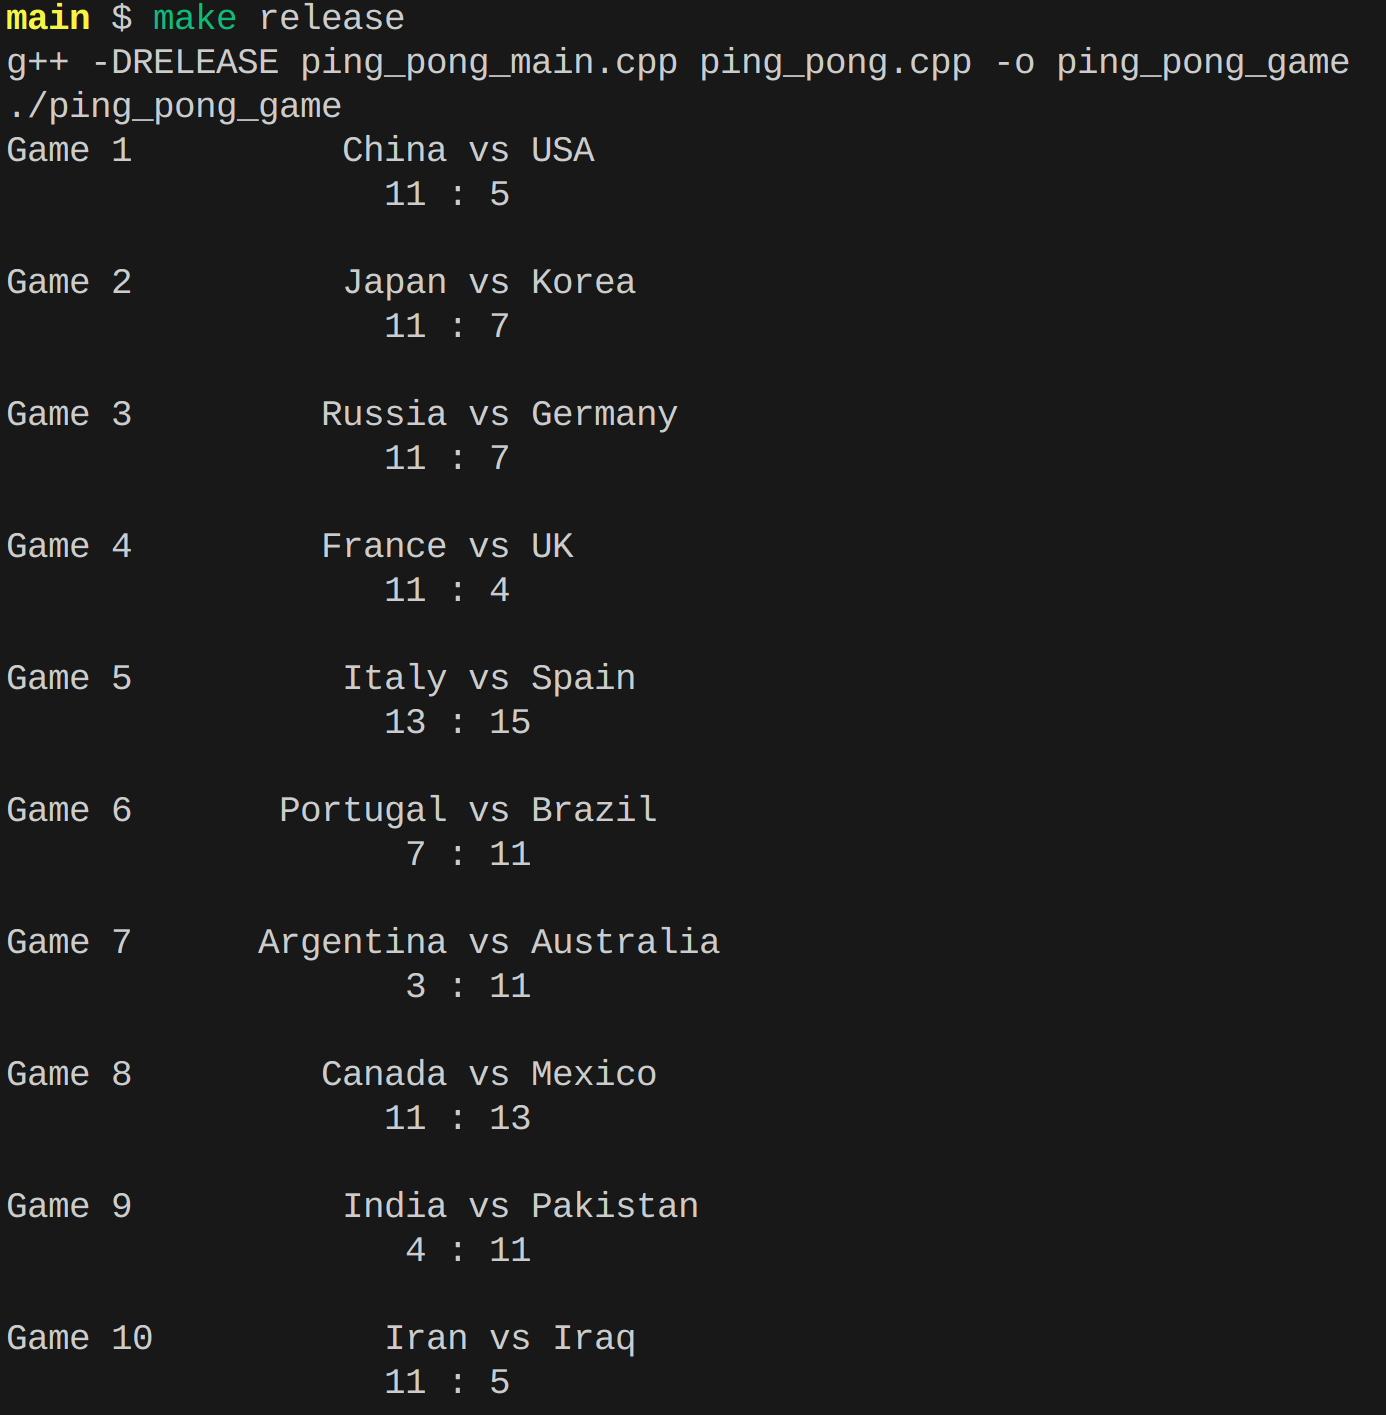 main $ make release
g++ -DRELEASE ping_pong_main.cpp ping_pong.cpp -o ping_pong_game
./ping_pong_game
Game 1          China vs USA
                  11 : 5

Game 2          Japan vs Korea
                  11 : 7

Game 3         Russia vs Germany
                  11 : 7

Game 4         France vs UK
                  11 : 4

Game 5          Italy vs Spain
                  13 : 15

Game 6       Portugal vs Brazil
                   7 : 11

Game 7      Argentina vs Australia
                   3 : 11

Game 8         Canada vs Mexico
                  11 : 13

Game 9          India vs Pakistan
                   4 : 11

Game 10           Iran vs Iraq
                  11 : 5